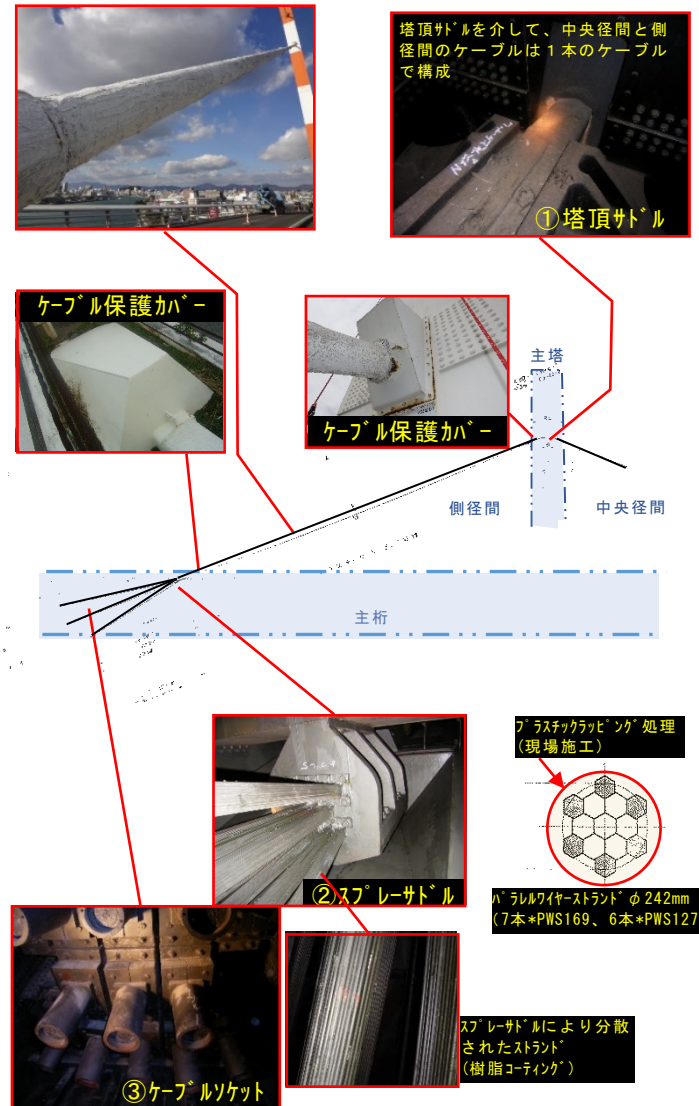 塔頂ｻﾄﾞﾙを介して、中央径間と側
径間のケーブルは１本のケーブル
で構成
①塔頂ｻﾄﾞﾙ
ｹｰﾌﾞﾙ保護ｶﾊﾞｰ
ｹｰﾌﾞﾙ保護ｶﾊﾞｰ
主塔
側径間
中央径間
主桁
ﾌﾟﾗｽﾁｯｸﾗｯﾋﾟﾝｸﾞ処理
(現場施工)
②ｽﾌﾟﾚｰｻﾄﾞﾙ
ﾊﾟﾗﾚﾙﾜｲﾔｰｽﾄﾗﾝﾄﾞφ242mm
(7本*PWS169、6本*PWS127
ｽﾌﾟﾚｰｻﾄﾞﾙにより分散
されたｽﾄﾗﾝﾄﾞ
(樹脂ｺｰﾃｨﾝｸﾞ)
③ｹｰﾌﾞﾙｿｹｯﾄ